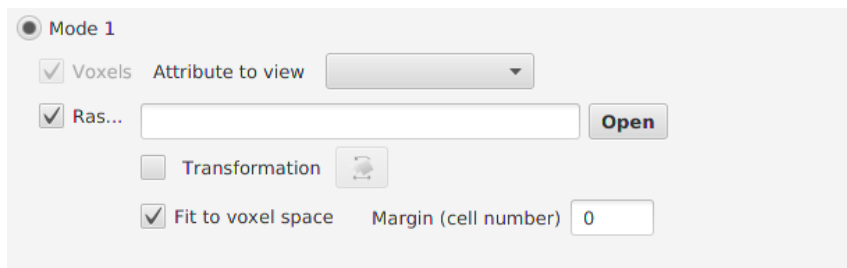 Mode 1
Voxels Attribute to view
Ras... Open
Transformation
Fit to voxel space Margin (cell number) 0